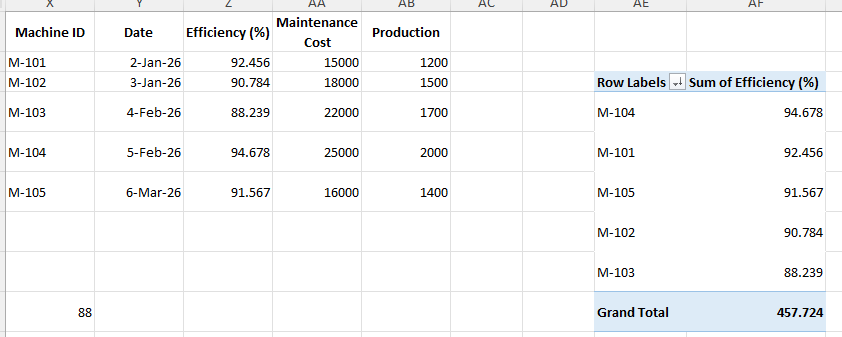 X Y Z AA AB AC AD AE AF
Machine ID Date Efficiency (%) Maintenance Cost Production
M-101 2-Jan-26 92.456 15000 1200
M-102 3-Jan-26 90.784 18000 1500 Row Labels Sum of Efficiency (%)
M-103 4-Feb-26 88.239 22000 1700 M-104 94.678
M-104 5-Feb-26 94.678 25000 2000 M-101 92.456
M-105 6-Mar-26 91.567 16000 1400 M-105 91.567
M-102 90.784
M-103 88.239
88 Grand Total 457.724